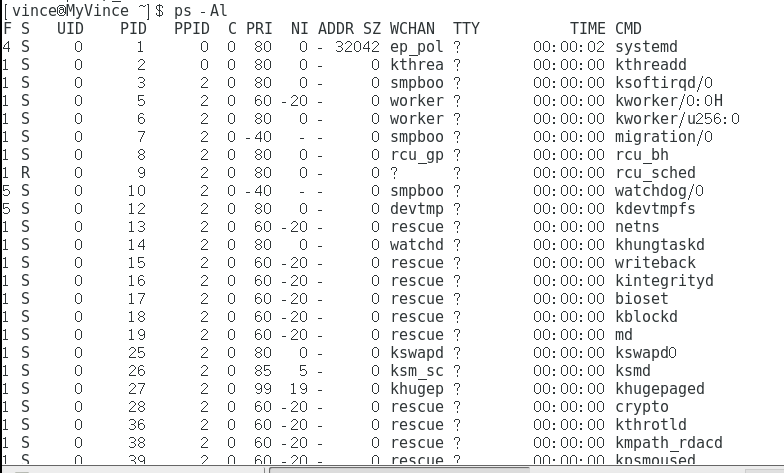 [vince@MyVince ~]$ ps -Al
F S   UID    PID   PPID  C PRI  NI ADDR SZ WCHAN  TTY          TIME CMD
4 S     0      1      0  0  80   0 - 32042 ep_pol ?        00:00:02 systemd
1 S     0      2      0  0  80   0 -     0 kthrea ?        00:00:00 kthreadd
1 S     0      3      2  0  80   0 -     0 smpboo ?        00:00:00 ksoftirqd/0
1 S     0      5      2  0  60 -20 -     0 worker ?        00:00:00 kworker/0:0H
1 S     0      6      2  0  80   0 -     0 worker ?        00:00:00 kworker/u256:0
1 S     0      7      2  0 -40   - -     0 smpboo ?        00:00:00 migration/0
1 S     0      8      2  0  80   0 -     0 rcu_gp ?        00:00:00 rcu_bh
1 R     0      9      2  0  80   0 -     0 ?      ?        00:00:00 rcu_sched
5 S     0     10      2  0 -40   - -     0 smpboo ?        00:00:00 watchdog/0
5 S     0     12      2  0  80   0 -     0 devtmp ?        00:00:00 kdevtmpfs
1 S     0     13      2  0  60 -20 -     0 rescue ?        00:00:00 netns
1 S     0     14      2  0  80   0 -     0 watchd ?        00:00:00 khungtaskd
1 S     0     15      2  0  60 -20 -     0 rescue ?        00:00:00 writeback
1 S     0     16      2  0  60 -20 -     0 rescue ?        00:00:00 kintegrityd
1 S     0     17      2  0  60 -20 -     0 rescue ?        00:00:00 bioset
1 S     0     18      2  0  60 -20 -     0 rescue ?        00:00:00 kblockd
1 S     0     19      2  0  60 -20 -     0 rescue ?        00:00:00 md
1 S     0     25      2  0  80   0 -     0 kswapd ?        00:00:00 kswapd0
1 S     0     26      2  0  85   5 -     0 ksm_sc ?        00:00:00 ksmd
1 S     0     27      2  0  99  19 -     0 khugep ?        00:00:00 khugepaged
1 S     0     28      2  0  60 -20 -     0 rescue ?        00:00:00 crypto
1 S     0     36      2  0  60 -20 -     0 rescue ?        00:00:00 kthrotld
1 S     0     38      2  0  60 -20 -     0 rescue ?        00:00:00 kmpath_rdacd
1 S     0     39      2  0  60 -20 -     0 rescue ?        00:00:00 kpsmoused